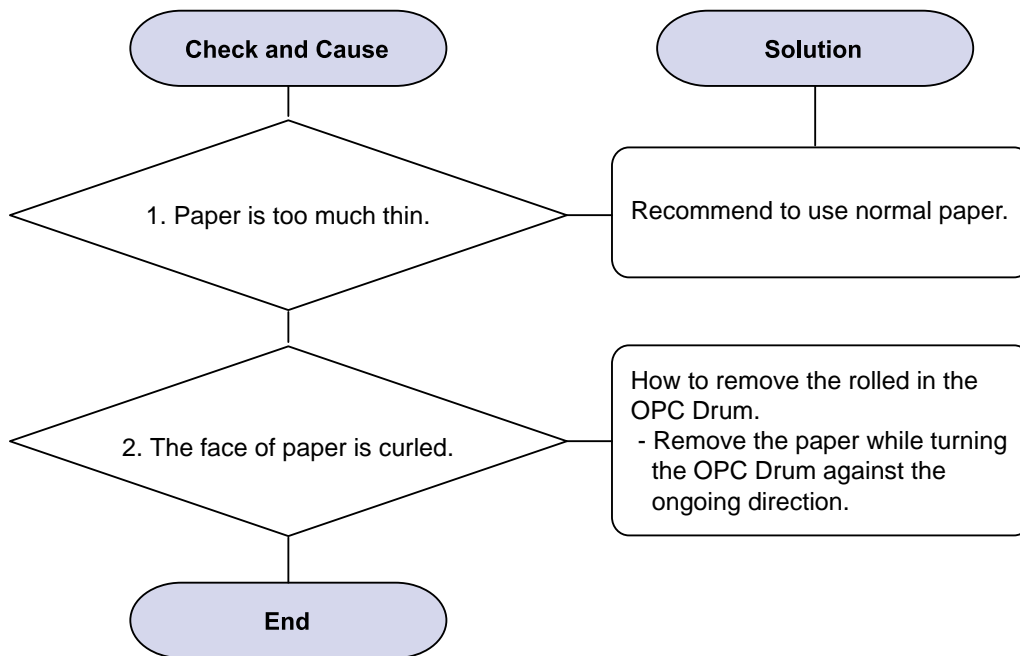 Check and Cause
Solution
1. Paper is too much thin.
Recommend to use normal paper.
2. The face of paper is curled.
How to remove the rolled in the
OPC Drum.
- Remove the paper while turning
the OPC Drum against the
ongoing direction.
End